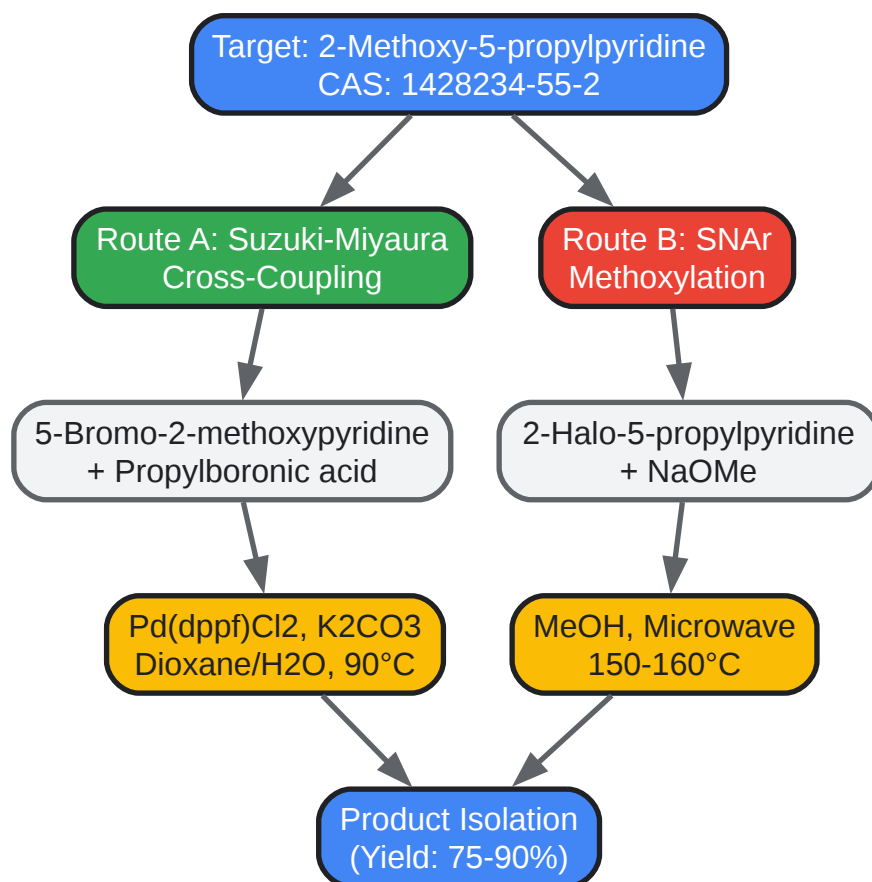 Target: 2-Methoxy-5-propylpyridine
CAS: 1428234-55-2
Route A: Suzuki-Miyaura
Cross-Coupling
Route B: SNAr
Methoxylation
5-Bromo-2-methoxypyridine
+ Propylboronic acid
2-Halo-5-propylpyridine
+ NaOMe
Pd(dppf)Cl2, K2CO3
Dioxane/H2O, 90°C
MeOH, Microwave
150-160°C
Product Isolation
(Yield: 75-90%)